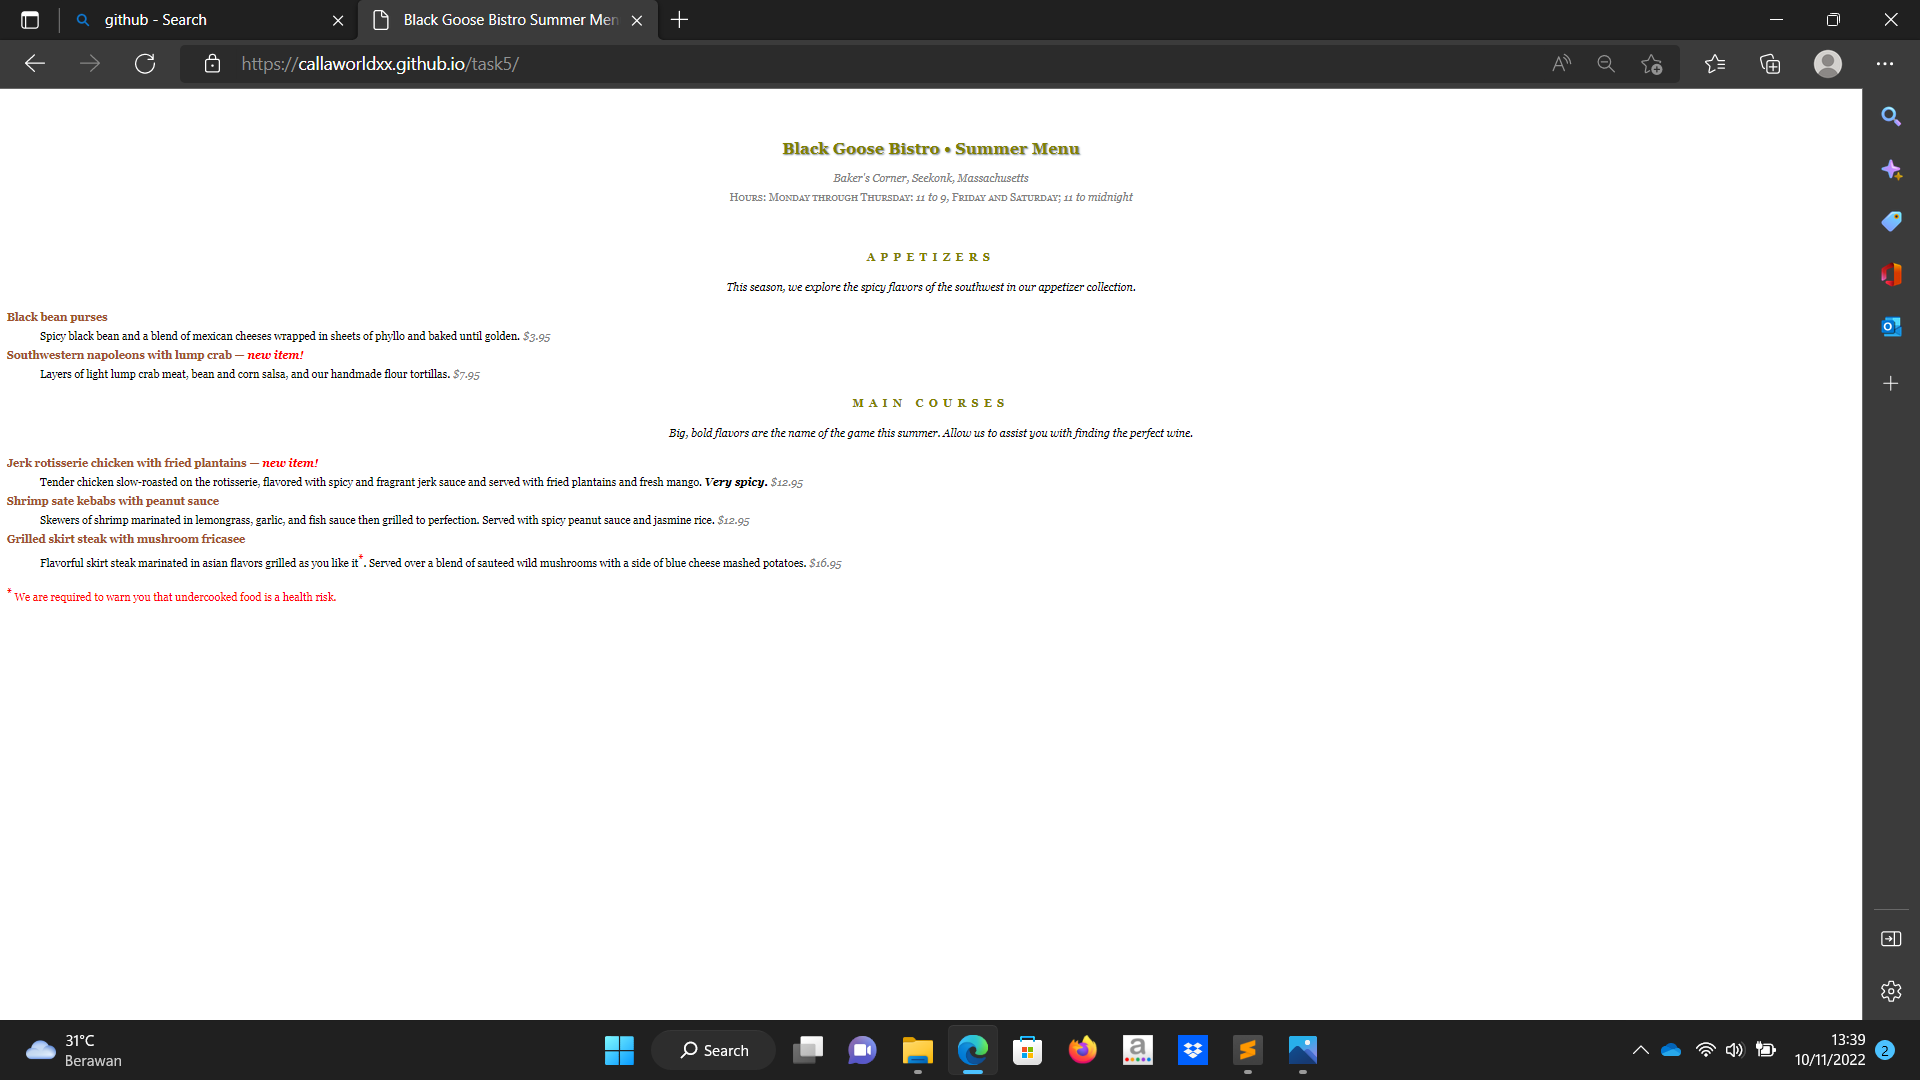 github - Search
Black Goose Bistro Summer Men
https://callaworldxx.github.io/task5/
Black Goose Bistro • Summer Menu
Baker's Corner, Seekonk, Massachusetts
Hours: Monday through Thursday: 11 to 9, Friday and Saturday; 11 to midnight
APPETIZERS
This season, we explore the spicy flavors of the southwest in our appetizer collection.
Black bean purses
Spicy black bean and a blend of mexican cheeses wrapped in sheets of phyllo and baked until golden. $3.95
Southwestern napoleons with lump crab — new item!
Layers of light lump crab meat, bean and corn salsa, and our handmade flour tortillas. $7.95
MAIN COURSES
Big, bold flavors are the name of the game this summer. Allow us to assist you with finding the perfect wine.
Jerk rotisserie chicken with fried plantains — new item!
Tender chicken slow-roasted on the rotisserie, flavored with spicy and fragrant jerk sauce and served with fried plantains and fresh mango. Very spicy. $12.95
Shrimp sate kebabs with peanut sauce
Skewers of shrimp marinated in lemongrass, garlic, and fish sauce then grilled to perfection. Served with spicy peanut sauce and jasmine rice. $12.95
Grilled skirt steak with mushroom fricasee
Flavorful skirt steak marinated in asian flavors grilled as you like it*. Served over a blend of sauteed wild mushrooms with a side of blue cheese mashed potatoes. $16.95
* We are required to warn you that undercooked food is a health risk.
31°C
Berawan
Search
13:39
10/11/2022
2